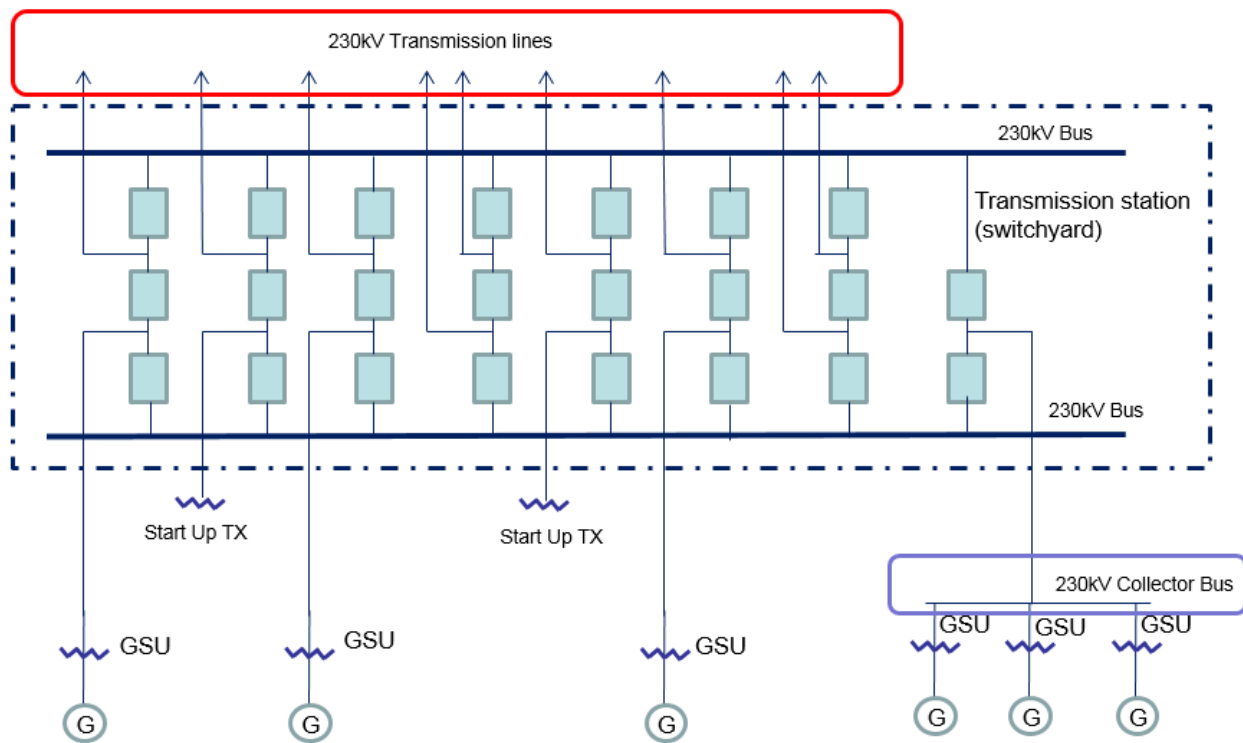 230kV Transmission lines
230kV Bus
Transmission station
(switchyard)
230kV Bus
Start Up TX
Start Up TX
230kV Collector Bus
GSU
GSU
GSU
GSU
GSU
GSU
G
G
G
G
G
G